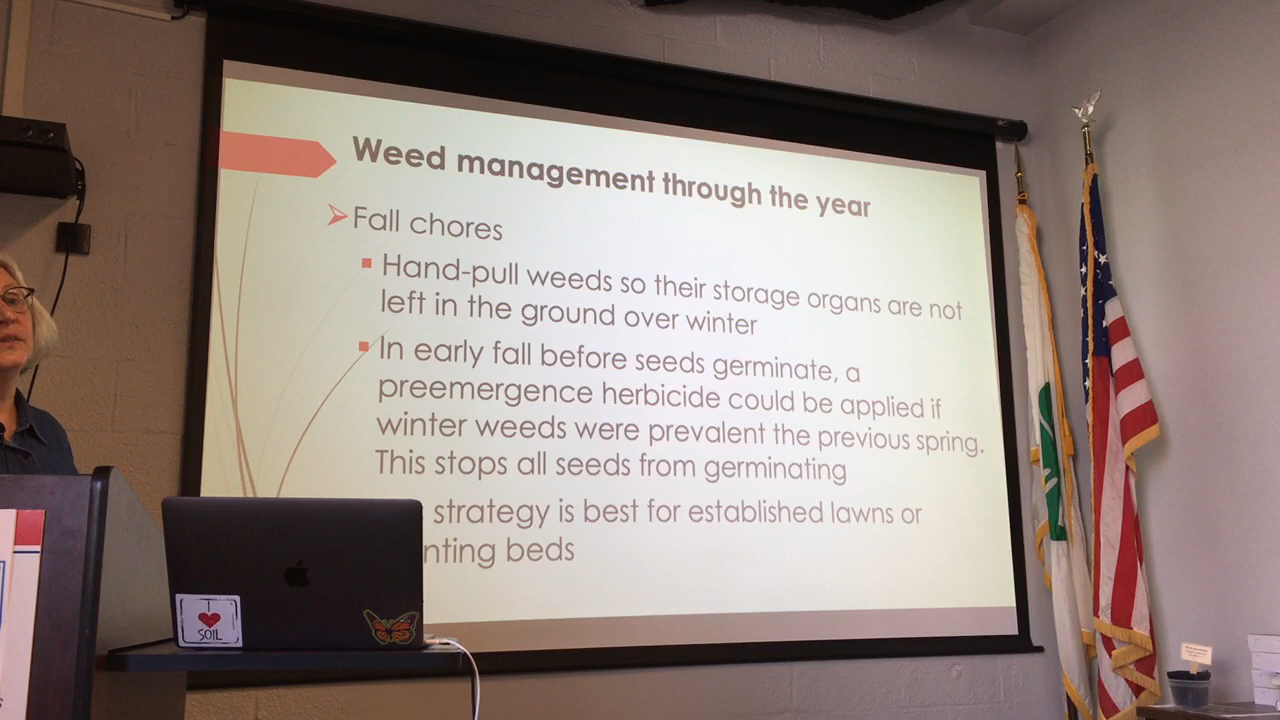 Weed management through the year
Fall chores
Hand-pull weeds so their storage organs are not
left in the ground over winter
In early fall before seeds germinate, a
preemergence herbicide could be applied if
winter weeds were prevalent the previous spring.
This stops all seeds from germinating
strategy is best for established lawns or
nting beds
I
SOIL